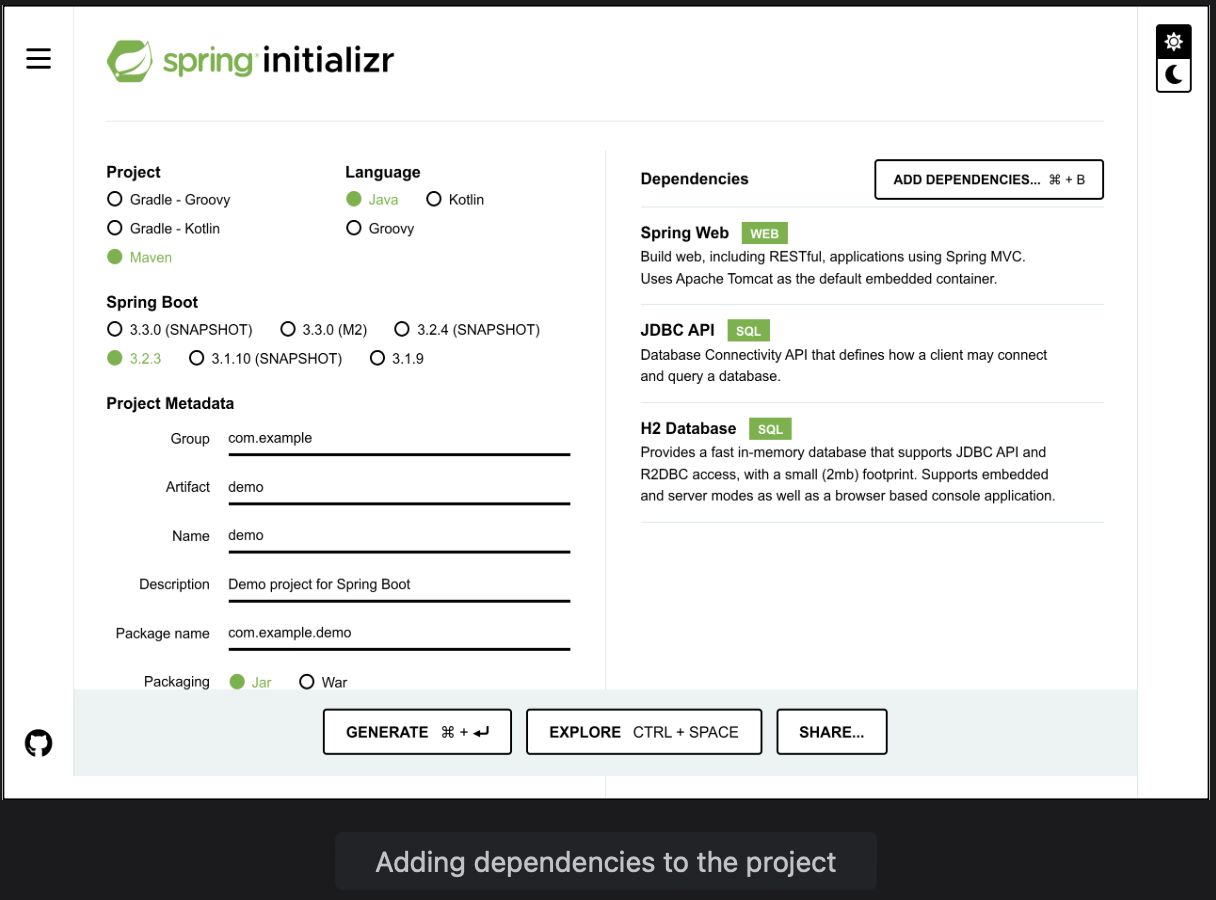 spring initializr
Project
Gradle - Groovy
Gradle - Kotlin
Maven
Language
Java Kotlin
Groovy
Spring Boot
3.3.0 (SNAPSHOT) 3.3.0 (M2) 3.2.4 (SNAPSHOT)
3.2.3 3.1.10 (SNAPSHOT) 3.1.9
Project Metadata
Group com.example
Artifact demo
Name demo
Description Demo project for Spring Boot
Package name com.example.demo
Packaging Jar War
Dependencies ADD DEPENDENCIES... ⌘ + B
Spring Web WEB
Build web, including RESTful, applications using Spring MVC.
Uses Apache Tomcat as the default embedded container.
JDBC API SQL
Database Connectivity API that defines how a client may connect
and query a database.
H2 Database SQL
Provides a fast in-memory database that supports JDBC API and
R2DBC access, with a small (2mb) footprint. Supports embedded
and server modes as well as a browser based console application.
GENERATE ⌘ + ↵ EXPLORE CTRL + SPACE SHARE...
Adding dependencies to the project